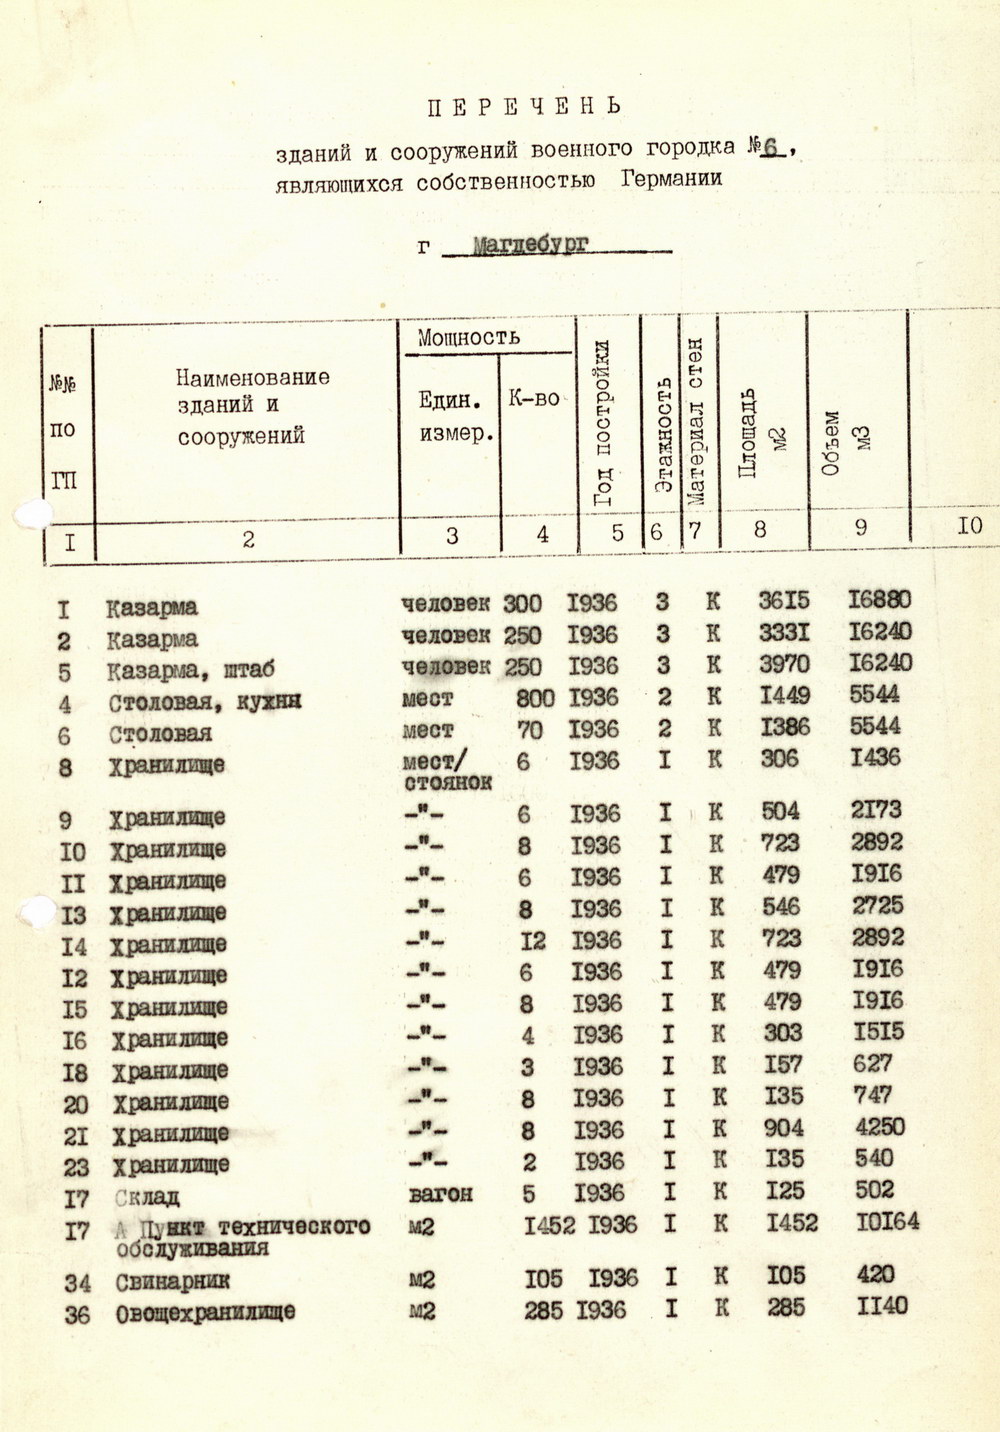 ПЕРЕЧЕНЬ
зданий и сооружений военного городка №6,
являющихся собственностью Германии
г Магдебург
№№ по ГП
Наименование зданий и сооружений
Мощность
Един. измер.
К-во
Год постройки
Этажность
Материал стен
Площадь м2
Объем м3
I 2 3 4 5 6 7 8 9 IO
I Казарма человек 300 I936 3 К 36I5 I6880
2 Казарма человек 250 I936 3 К 333I I6240
5 Казарма, штаб человек 250 I936 3 К 3970 I6240
4 Столовая, кухня мест 800 I936 2 К I449 5544
6 Столовая мест 70 I936 2 К I386 5544
8 Хранилище мест/ 6 I936 I К 306 I436
стоянок
9 Хранилище –"– 6 I936 I К 504 2I73
IO Хранилище –"– 8 I936 I К 723 2892
II Хранилище –"– 6 I936 I К 479 I9I6
I3 Хранилище –"– 8 I936 I К 546 2725
I4 Хранилище –"– I2 I936 I К 723 2892
I2 Хранилище –"– 6 I936 I К 479 I9I6
I5 Хранилище –"– 8 I936 I К 479 I9I6
I6 Хранилище –"– 4 I936 I К 303 I5I5
I8 Хранилище –"– 3 I936 I К I57 627
20 Хранилище –"– 8 I936 I К I35 747
2I Хранилище –"– 8 I936 I К 904 4250
23 Хранилище –"– 2 I936 I К I35 540
I7 Склад вагон 5 I936 I К I25 502
I7 А Пункт технического м2 I452 I936 I К I452 IOI64
обслуживания
34 Свинарник м2 IO5 I936 I К IO5 420
36 Овощехранилище м2 285 I936 I К 285 II40